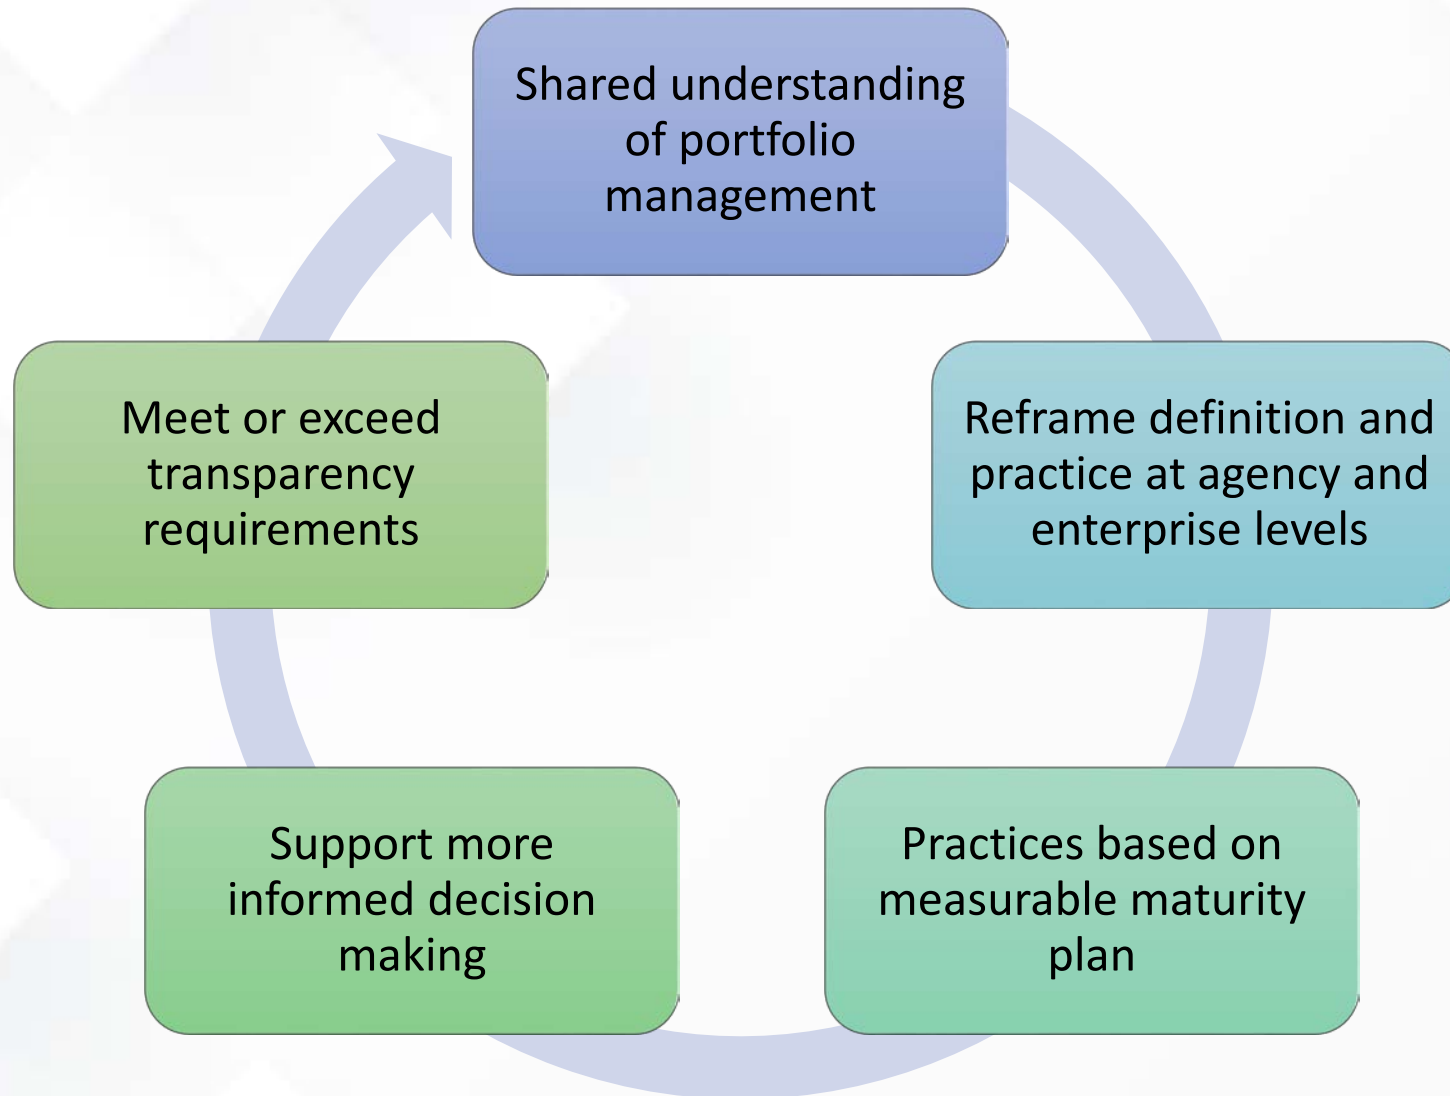 Shared understanding
of portfolio
management
Reframe definition and
practice at agency and
enterprise levels
Practices based on
measurable maturity
plan
Support more
informed decision
making
Meet or exceed
transparency
requirements